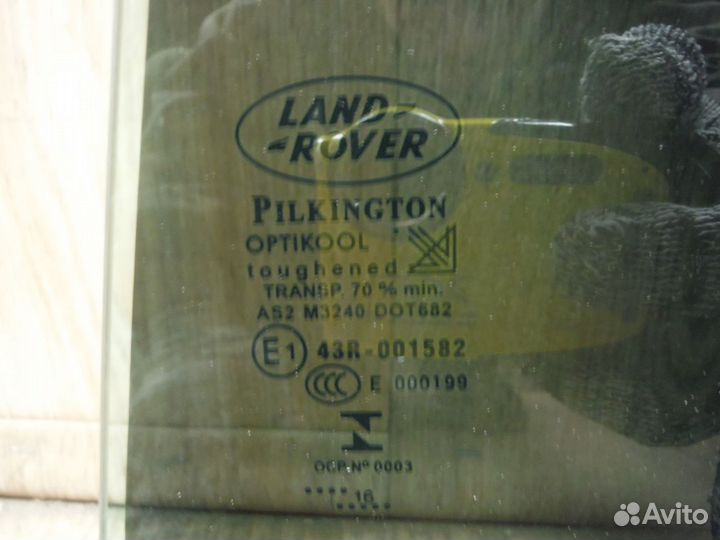 LAND-
-ROVER
PILKINGTON
OPTIKOOL
toughened
TRANSP. 70 % min.
AS2 M3240 DOT682
E1 43R-001582
CCC E 000199
OCP Nº 0003
.... 16
Avito